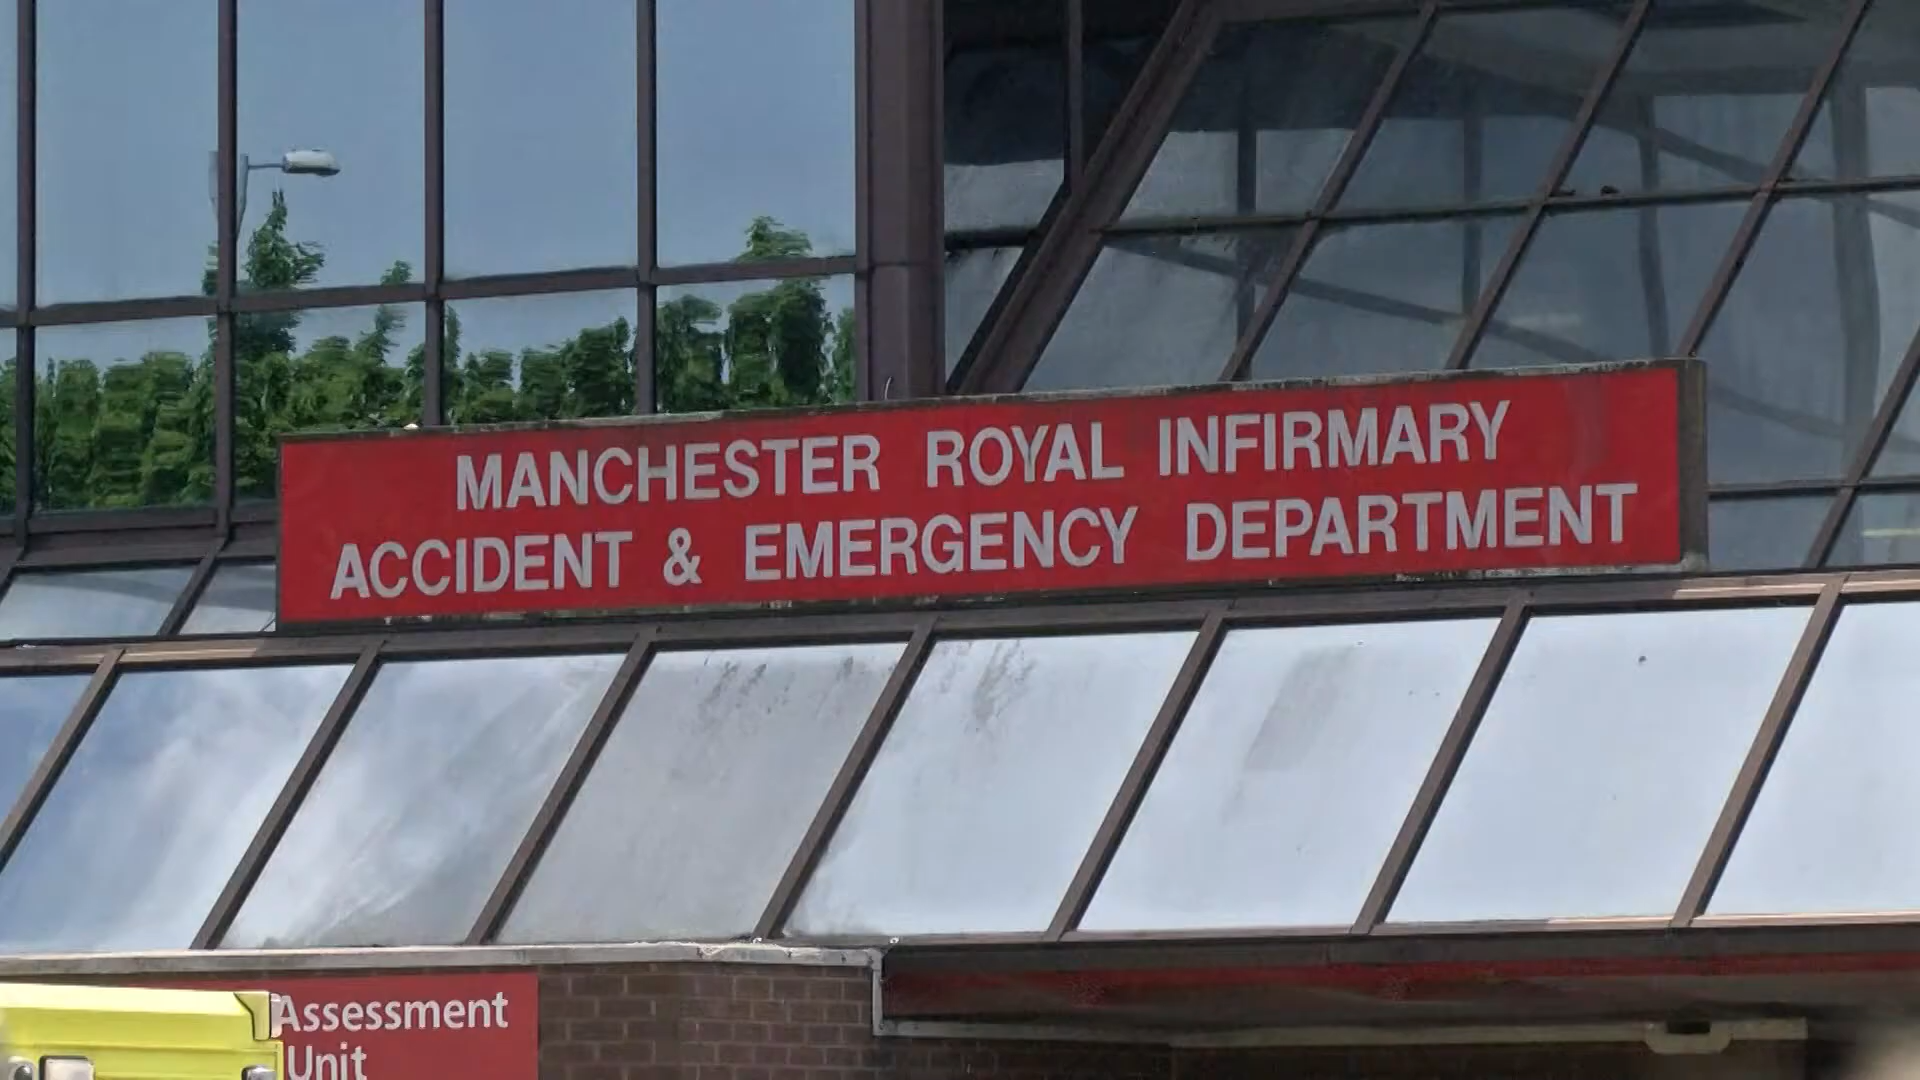 MANCHESTER ROYAL INFIRMARY
ACCIDENT & EMERGENCY DEPARTMENT
Assessment
Unit